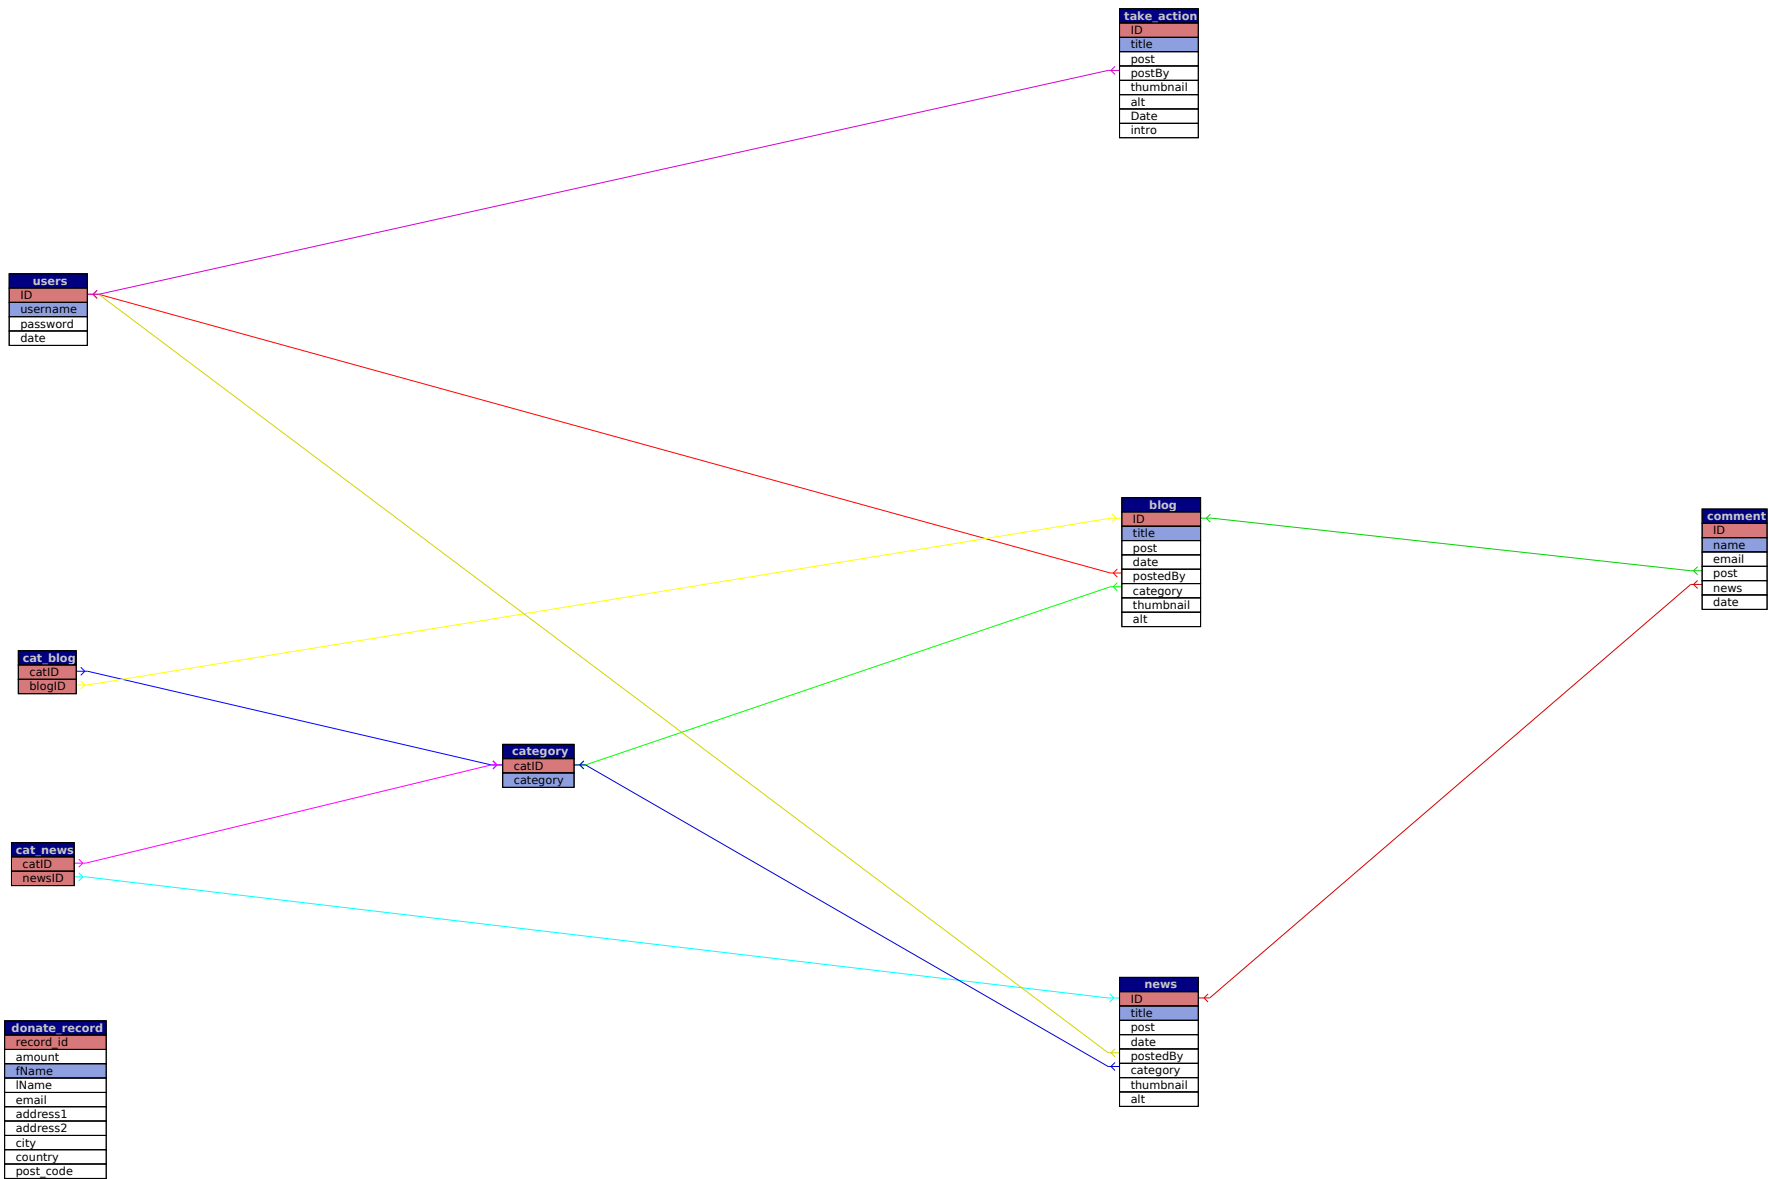 take_action
ID
title
post
postBy
thumbnail
alt
Date
intro
users
ID
username
password
date
blog
ID
title
post
date
postedBy
category
thumbnail
alt
comment
ID
name
email
post
news
date
cat_blog
catID
blogID
category
catID
category
cat_news
catID
newsID
news
ID
title
post
date
postedBy
category
thumbnail
alt
donate_record
record_id
amount
fName
lName
email
address1
address2
city
country
post_code